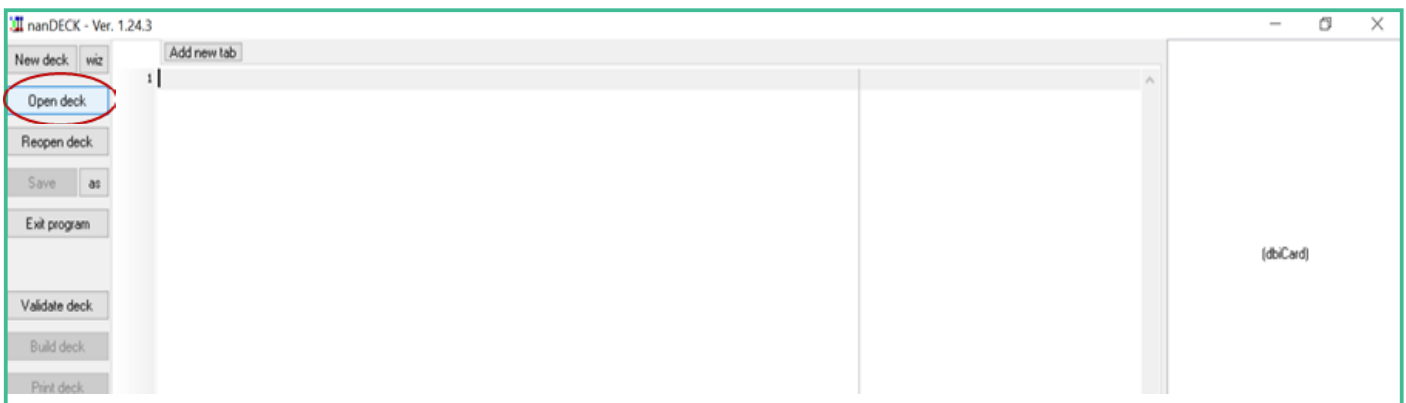 nanDECK - Ver. 1.24.3
New deck wiz
Add new tab
1
Open deck
Reopen deck
Save as
Exit program
(dbiCard)
Validate deck
Build deck
Print deck